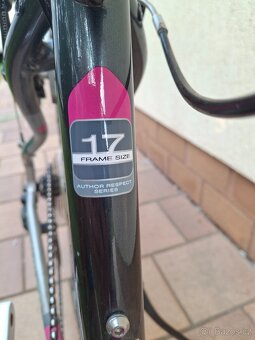 17
FRAME SIZE
AUTHOR RESPECT
SERIES